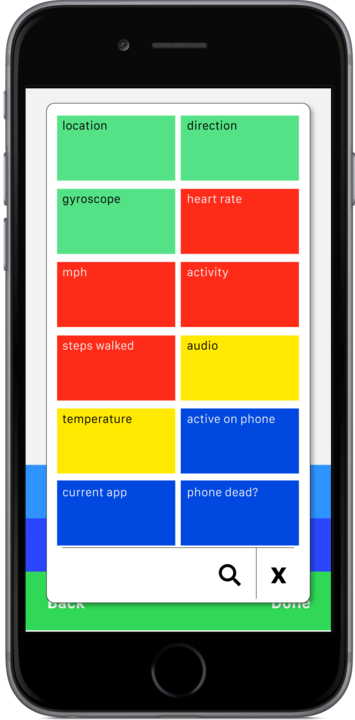 location
direction
gyroscope
heart rate
mph
activity
steps walked
audio
temperature
active on phone
current app
phone dead?
X
Back
Done